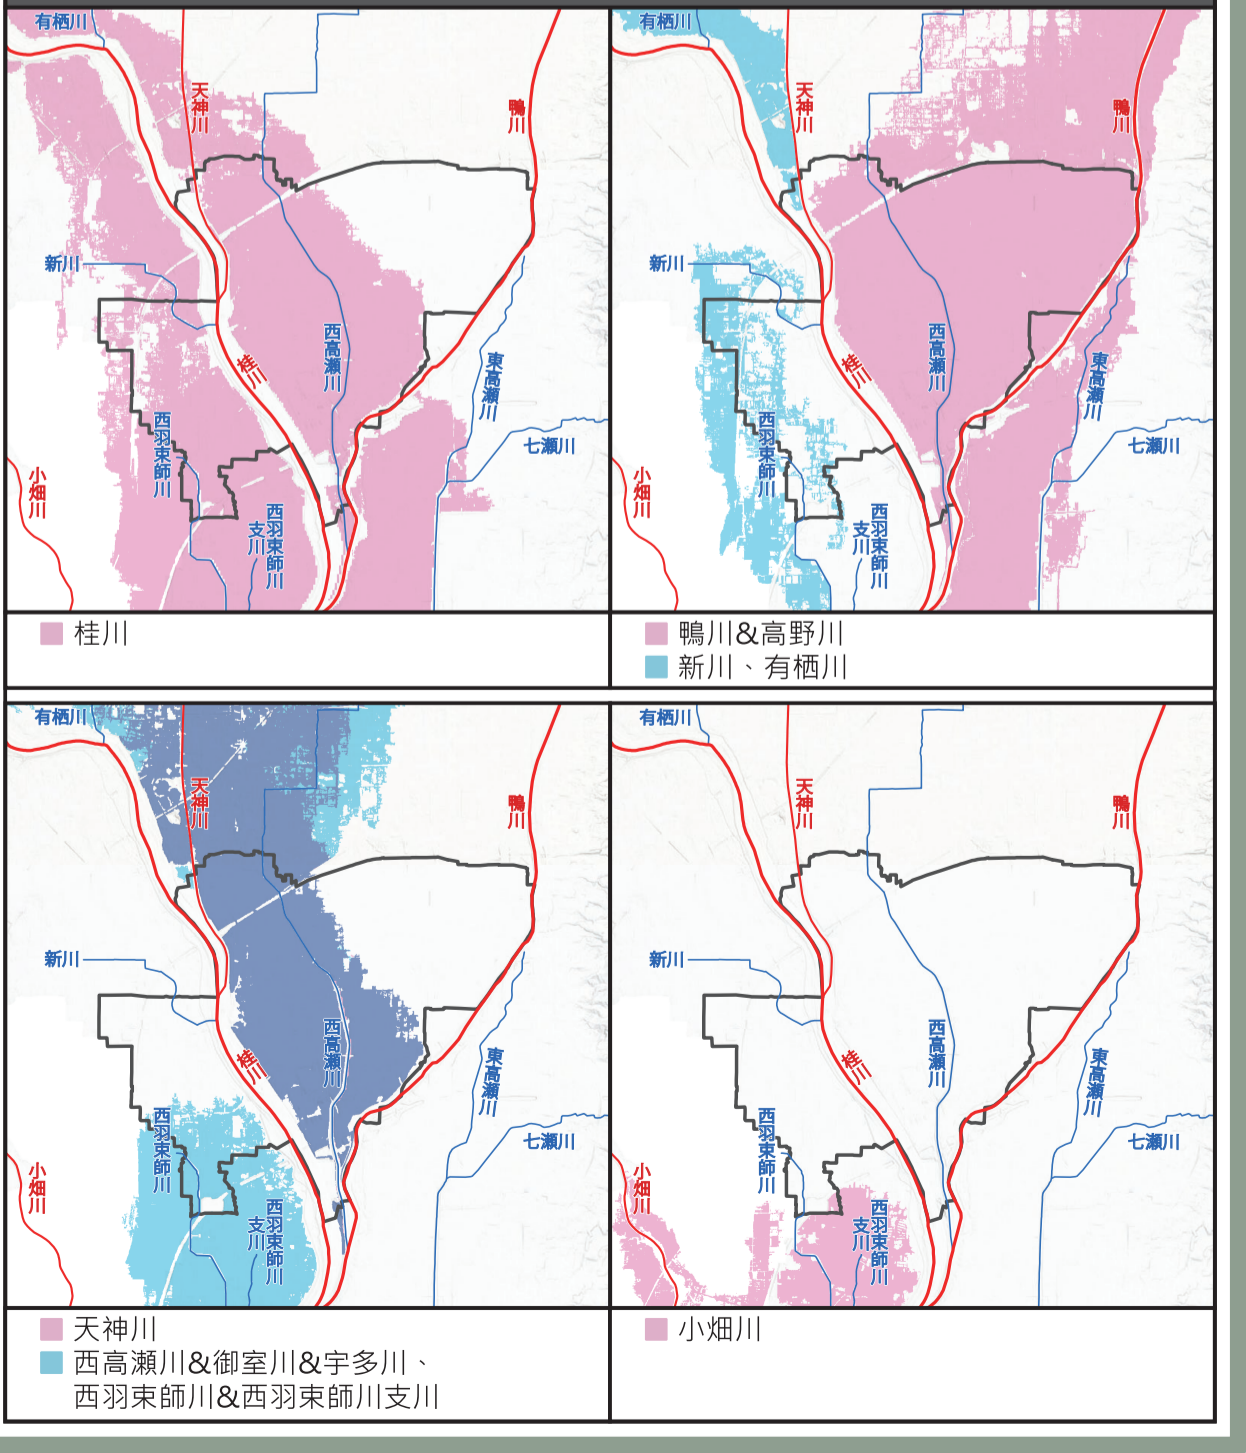 有栖川
天神川
鴨川
新川
西高瀬川
桂川
東高瀬川
西羽束師川
七瀬川
小畑川
西羽束師川
支川
桂川
有栖川
天神川
鴨川
新川
西高瀬川
桂川
東高瀬川
西羽束師川
七瀬川
小畑川
西羽束師川
支川
鴨川&高野川
新川、有栖川
有栖川
天神川
鴨川
新川
西高瀬川
桂川
東高瀬川
西羽束師川
七瀬川
小畑川
西羽束師川
支川
天神川
西高瀬川&御室川&宇多川、
西羽束師川&西羽束師川支川
有栖川
天神川
鴨川
新川
西高瀬川
桂川
東高瀬川
西羽束師川
七瀬川
小畑川
西羽束師川
支川
小畑川